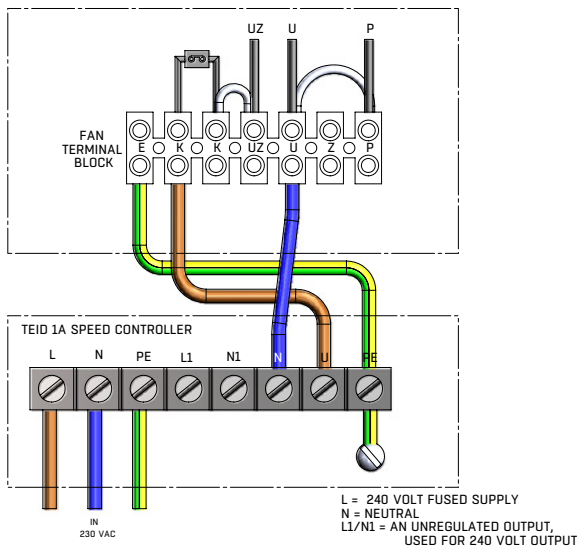 UZ U P
FAN
TERMINAL
BLOCK
E K K UZ U Z P
TEID 1A SPEED CONTROLLER
L N PE L1 N1 N U PE
IN
230 VAC
L = 240 VOLT FUSED SUPPLY
N = NEUTRAL
L1/N1 = AN UNREGULATED OUTPUT,
USED FOR 240 VOLT OUTPUT